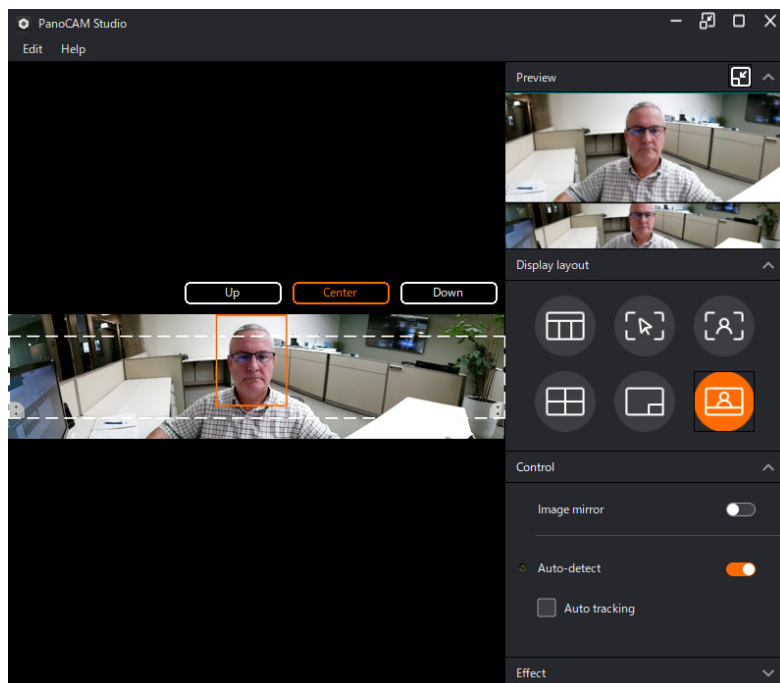 PanoCAM Studio
Edit Help
Preview
Up Center Down
Display layout
Control
Image mirror
Auto-detect
Auto tracking
Effect